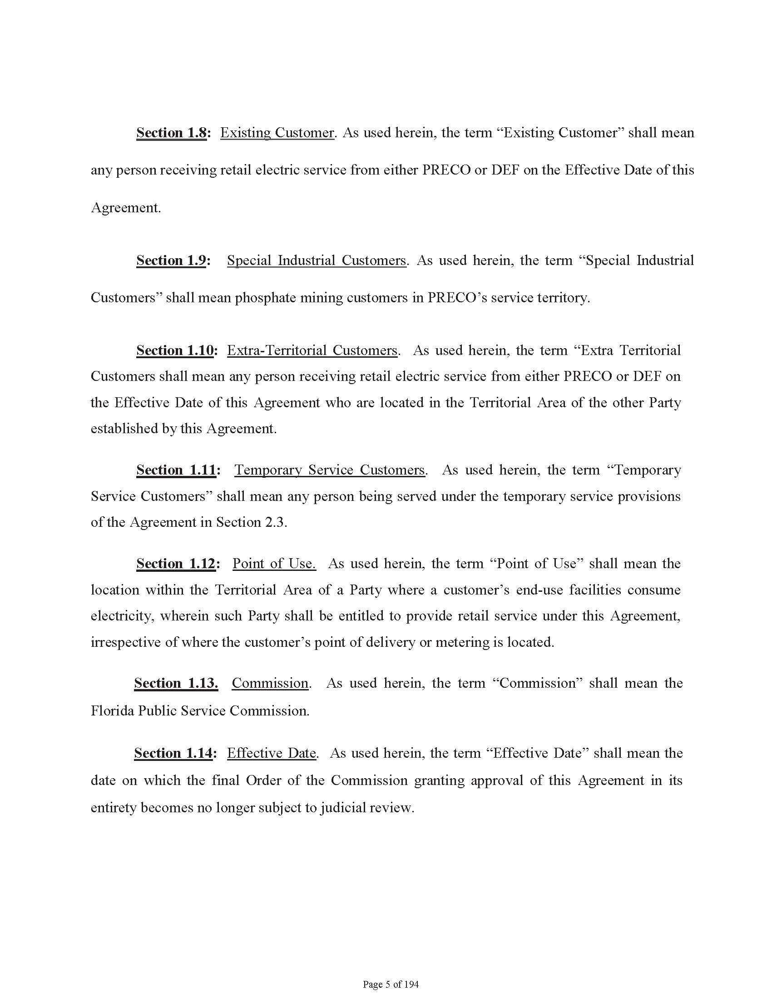 Section 1.8: Existing Customer. As used herein, the term “Existing Customer” shall mean
any person receiving retail electric service from either PRECO or DEF on the Effective Date of this
Agreement.
Section 1.9: Special Industrial Customers. As used herein, the term “Special Industrial
Customers” shall mean phosphate mining customers in PRECO’s service territory.
Section 1.10: Extra-Territorial Customers. As used herein, the term “Extra Territorial
Customers shall mean any person receiving retail electric service from either PRECO or DEF on
the Effective Date of this Agreement who are located in the Territorial Area of the other Party
established by this Agreement.
Section 1.11: Temporary Service Customers. As used herein, the term “Temporary
Service Customers” shall mean any person being served under the temporary service provisions
of the Agreement in Section 2.3.
Section 1.12: Point of Use. As used herein, the term “Point of Use” shall mean the
location within the Territorial Area of a Party where a customer’s end-use facilities consume
electricity, wherein such Party shall be entitled to provide retail service under this Agreement,
irrespective of where the customer’s point of delivery or metering is located.
Section 1.13. Commission. As used herein, the term “Commission” shall mean the
Florida Public Service Commission.
Section 1.14: Effective Date. As used herein, the term “Effective Date” shall mean the
date on which the final Order of the Commission granting approval of this Agreement in its
entirety becomes no longer subject to judicial review.
Page 5 of 194